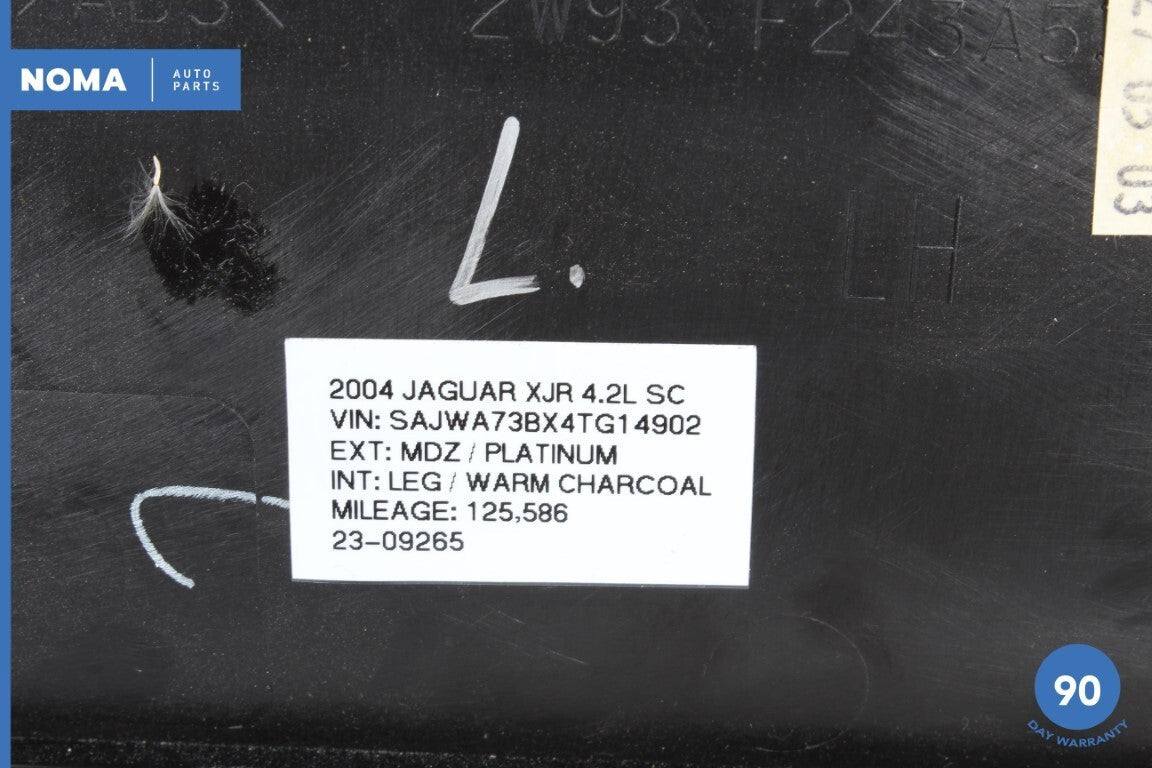 2W93 F243A5
NOMA
AUTO
PARTS
L.
LH
03
2004 JAGUAR XJR 4.2L SC
VIN: SAJWA73BX4TG14902
EXT: MDZ / PLATINUM
INT: LEG / WARM CHARCOAL
MILEAGE: 125,586
23-09265
90
DAY WARRANTY